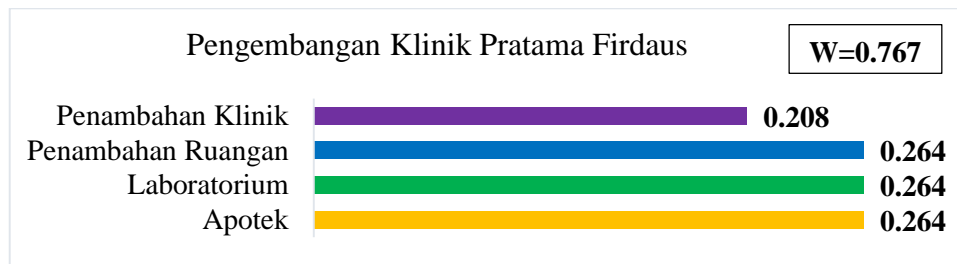 Pengembangan Klinik Pratama Firdaus
W=0.767
Penambahan Klinik 0.208
Penambahan Ruangan 0.264
Laboratorium 0.264
Apotek 0.264